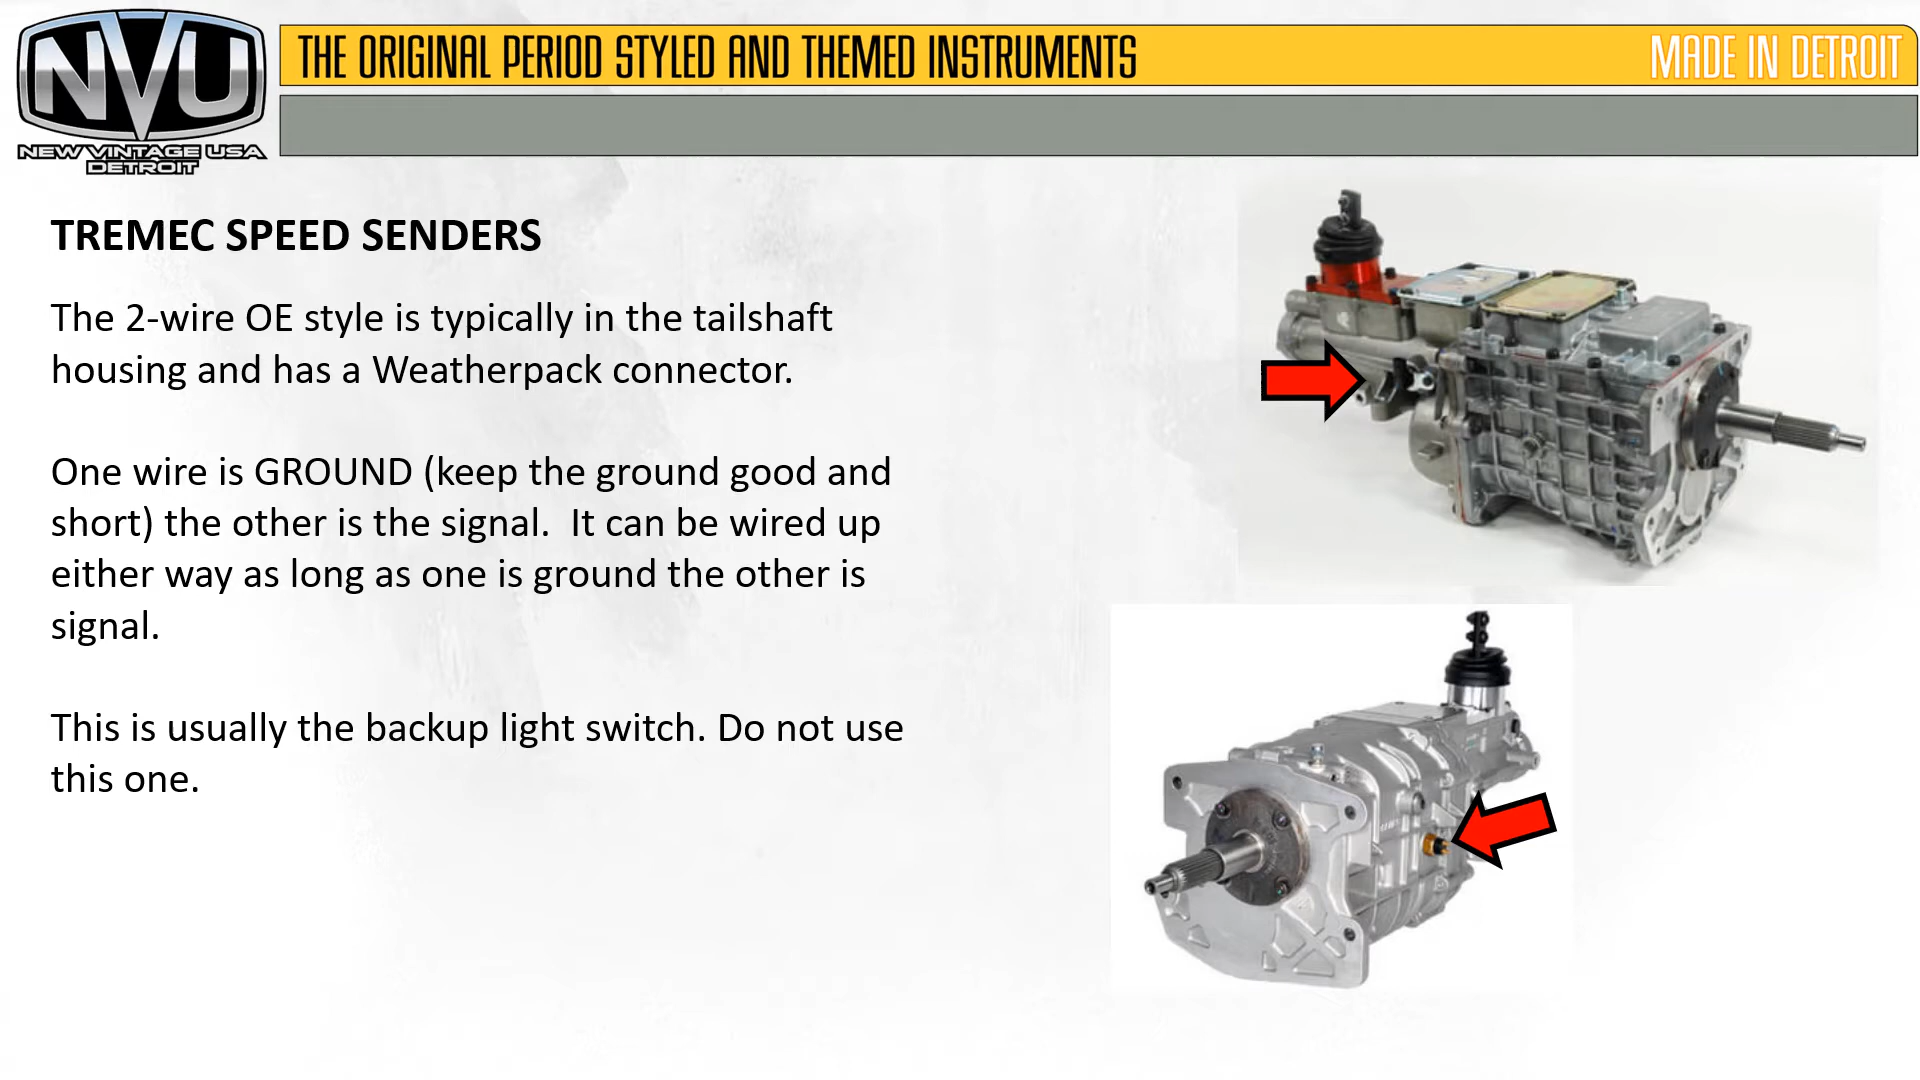 NVU
NEW VINTAGE USA
DETROIT
THE ORIGINAL PERIOD STYLED AND THEMED INSTRUMENTS
MADE IN DETROIT
TREMEC SPEED SENDERS
The 2-wire OE style is typically in the tailshaft
housing and has a Weatherpack connector.
One wire is GROUND (keep the ground good and
short) the other is the signal.  It can be wired up
either way as long as one is ground the other is
signal.
This is usually the backup light switch. Do not use
this one.